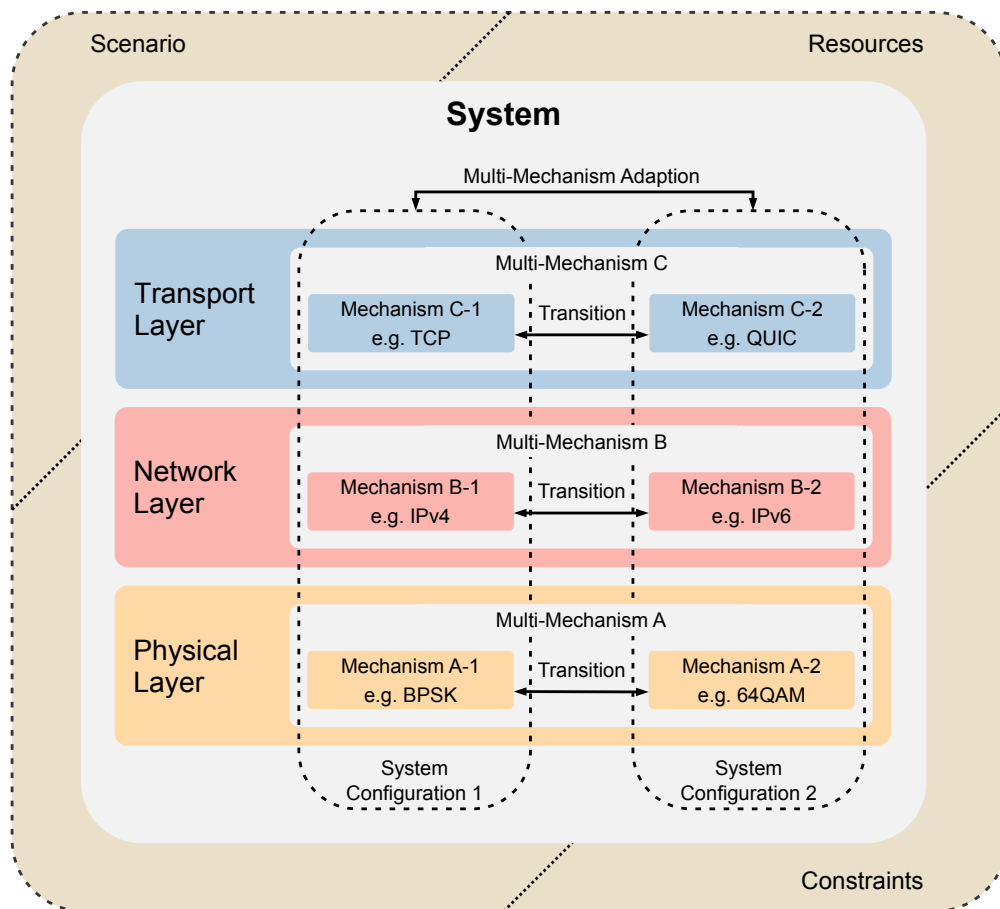 Scenario
Resources
System
Multi-Mechanism Adaption
Transport
Layer
Multi-Mechanism C
Mechanism C-1
e.g. TCP
Transition
Mechanism C-2
e.g. QUIC
Network
Layer
Multi-Mechanism B
Mechanism B-1
e.g. IPv4
Transition
Mechanism B-2
e.g. IPv6
Physical
Layer
Multi-Mechanism A
Mechanism A-1
e.g. BPSK
Transition
Mechanism A-2
e.g. 64QAM
System
Configuration 1
System
Configuration 2
Constraints